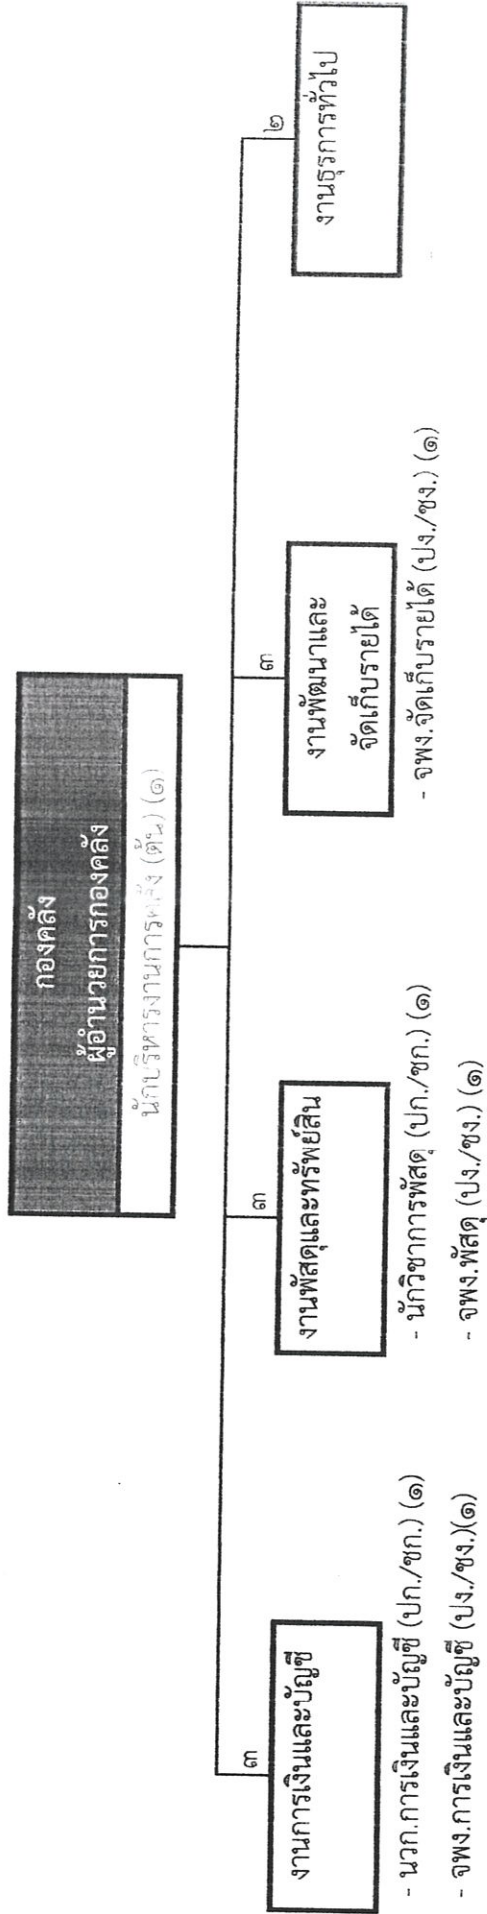 กองคลัง
ผู้อำนวยการกองคลัง
นักบริหารงานการคลัง (ต้น) (๑)
๓
งานการเงินและบัญชี
- นวก.การเงินและบัญชี (ปก./ชก.) (๑)
- จพง.การเงินและบัญชี (ปง./ชง.)(๑)
๓
งานพัสดุและทรัพย์สิน
- นักวิชาการพัสดุ (ปก./ชก.) (๑)
- จพง.พัสดุ (ปง./ชง.) (๑)
๓
งานพัฒนาและ
จัดเก็บรายได้
- จพง.จัดเก็บรายได้ (ปง./ชง.) (๑)
๒
งานธุรการทั่วไป